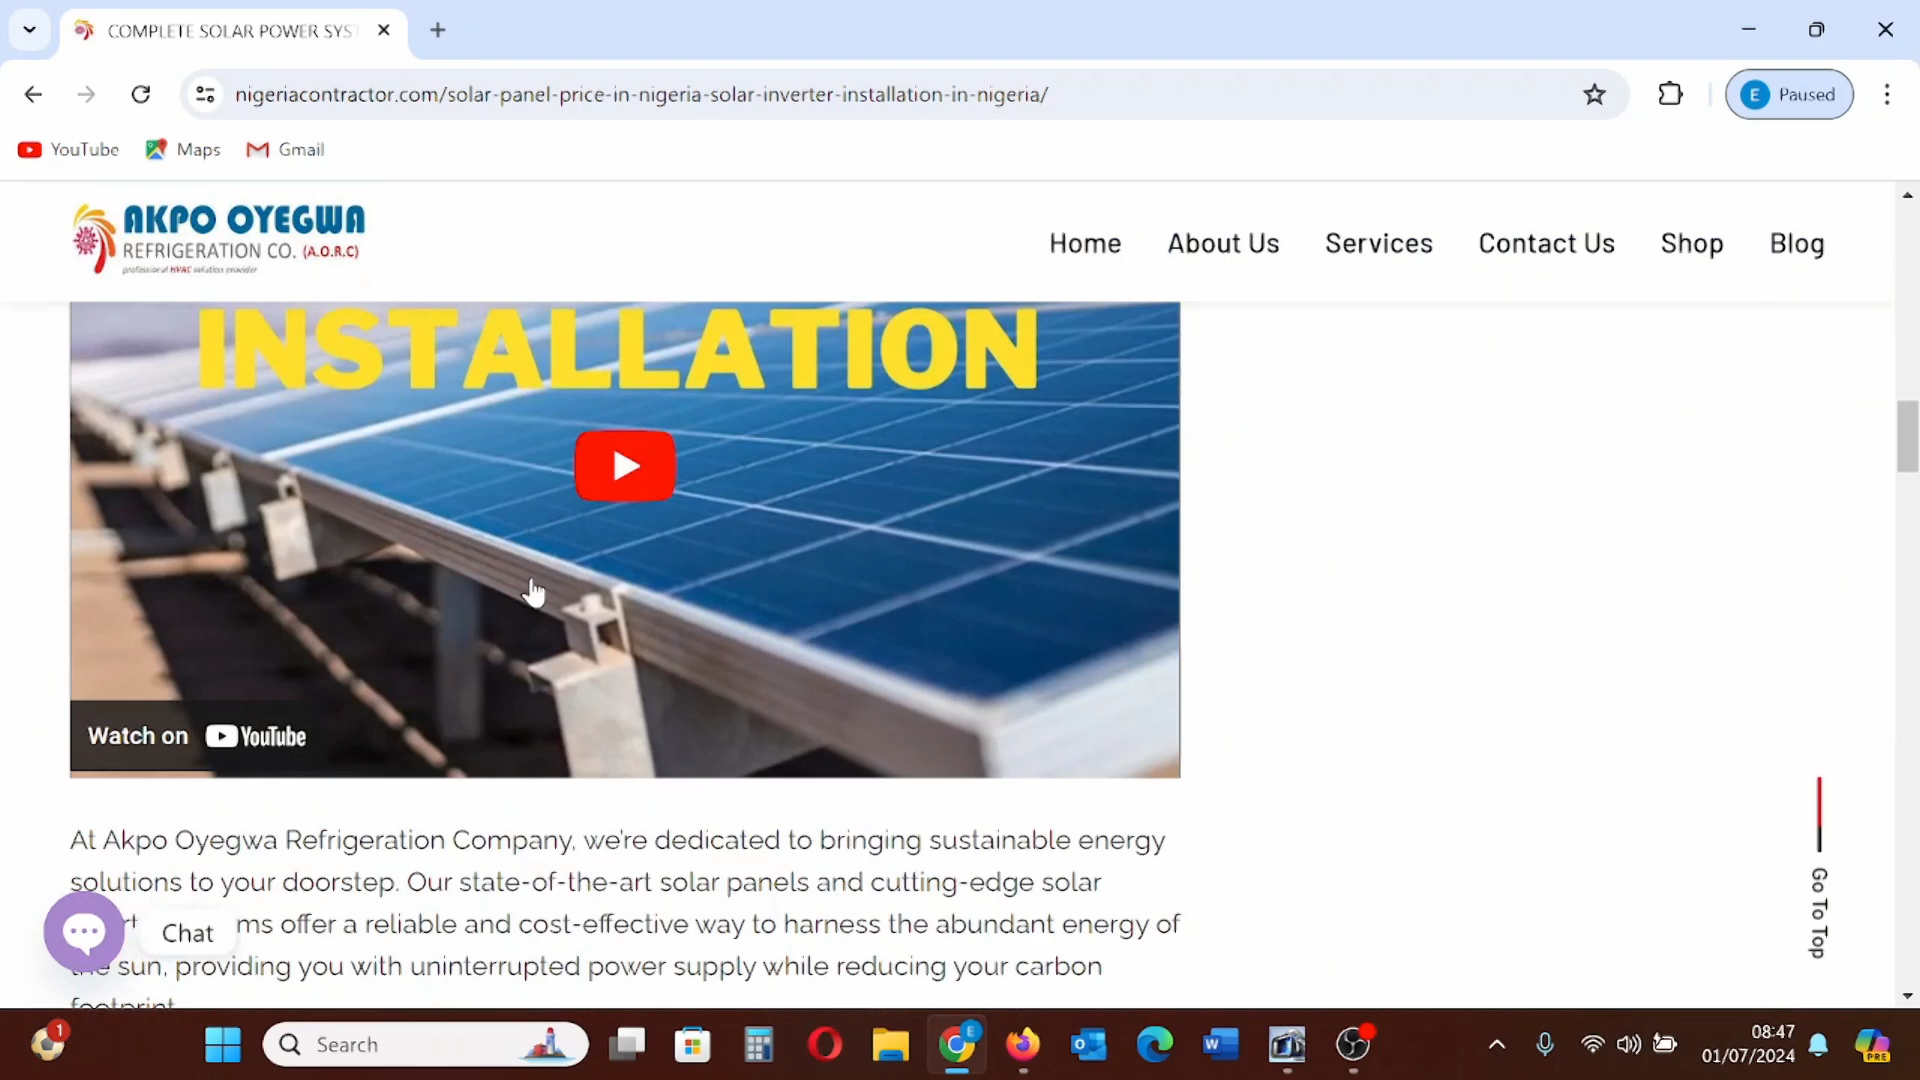 COMPLETE SOLAR POWER SYST
nigeriacontractor.com/solar-panel-price-in-nigeria-solar-inverter-installation-in-nigeria/
E Paused
YouTube Maps Gmail
AKPO OYEGWA
REFRIGERATION CO. (A.O.R.C)
professional HVAC solution provider
Home About Us Services Contact Us Shop Blog
INSTALLATION
Watch on YouTube
At Akpo Oyegwa Refrigeration Company, we're dedicated to bringing sustainable energy
solutions to your doorstep. Our state-of-the-art solar panels and cutting-edge solar
ms offer a reliable and cost-effective way to harness the abundant energy of
the sun, providing you with uninterrupted power supply while reducing your carbon
footprint
Chat
Go To Top
1
Search
E
08:47
01/07/2024
PRE